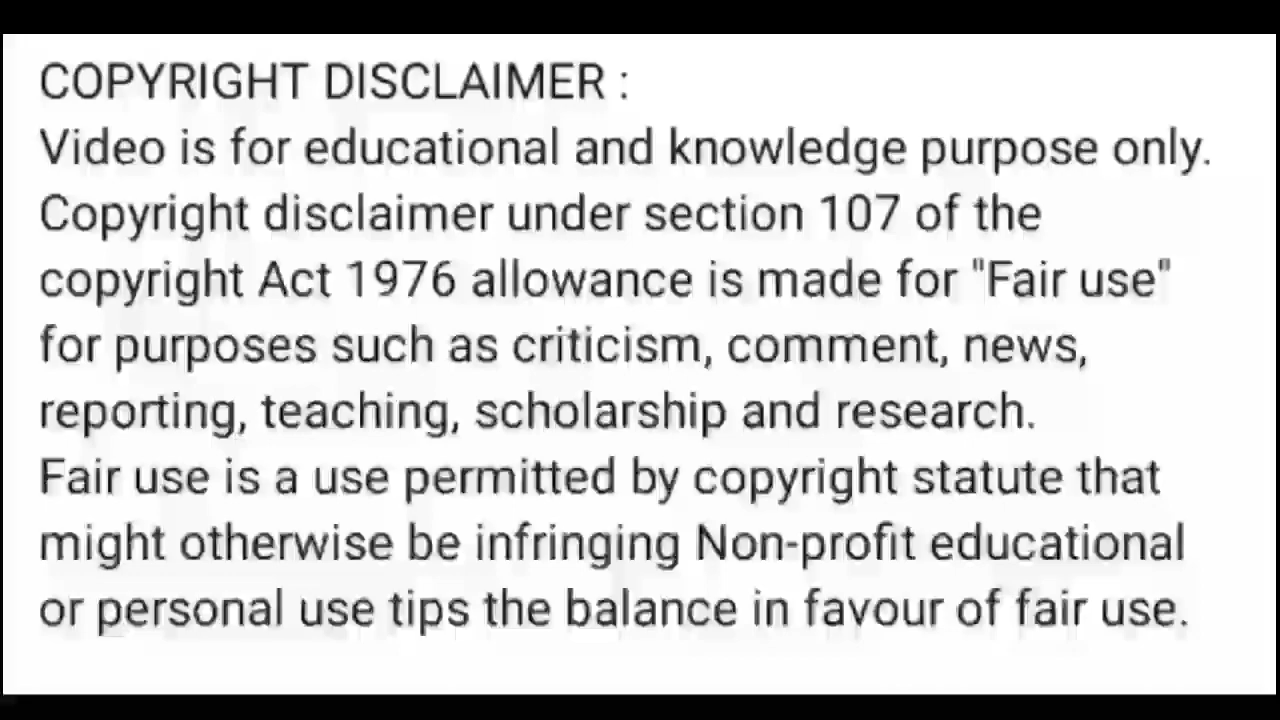 COPYRIGHT DISCLAIMER :
Video is for educational and knowledge purpose only.
Copyright disclaimer under section 107 of the
copyright Act 1976 allowance is made for "Fair use"
for purposes such as criticism, comment, news,
reporting, teaching, scholarship and research.
Fair use is a use permitted by copyright statute that
might otherwise be infringing Non-profit educational
or personal use tips the balance in favour of fair use.